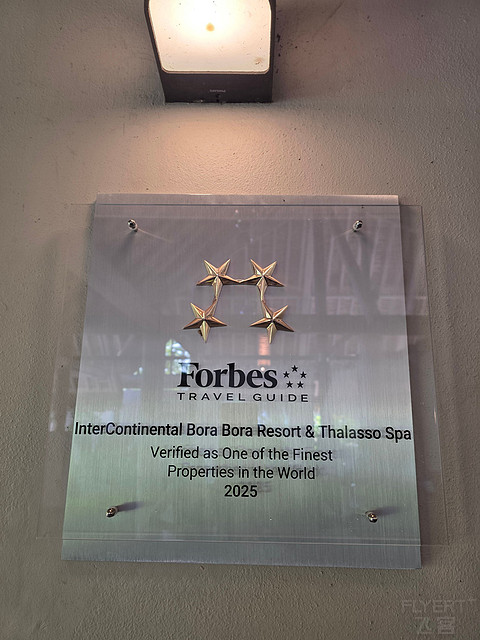 Forbes
TRAVEL GUIDE
InterContinental Bora Bora Resort & Thalasso Spa
Verified as One of the Finest
Properties in the World
2025
FLYERT
飞客